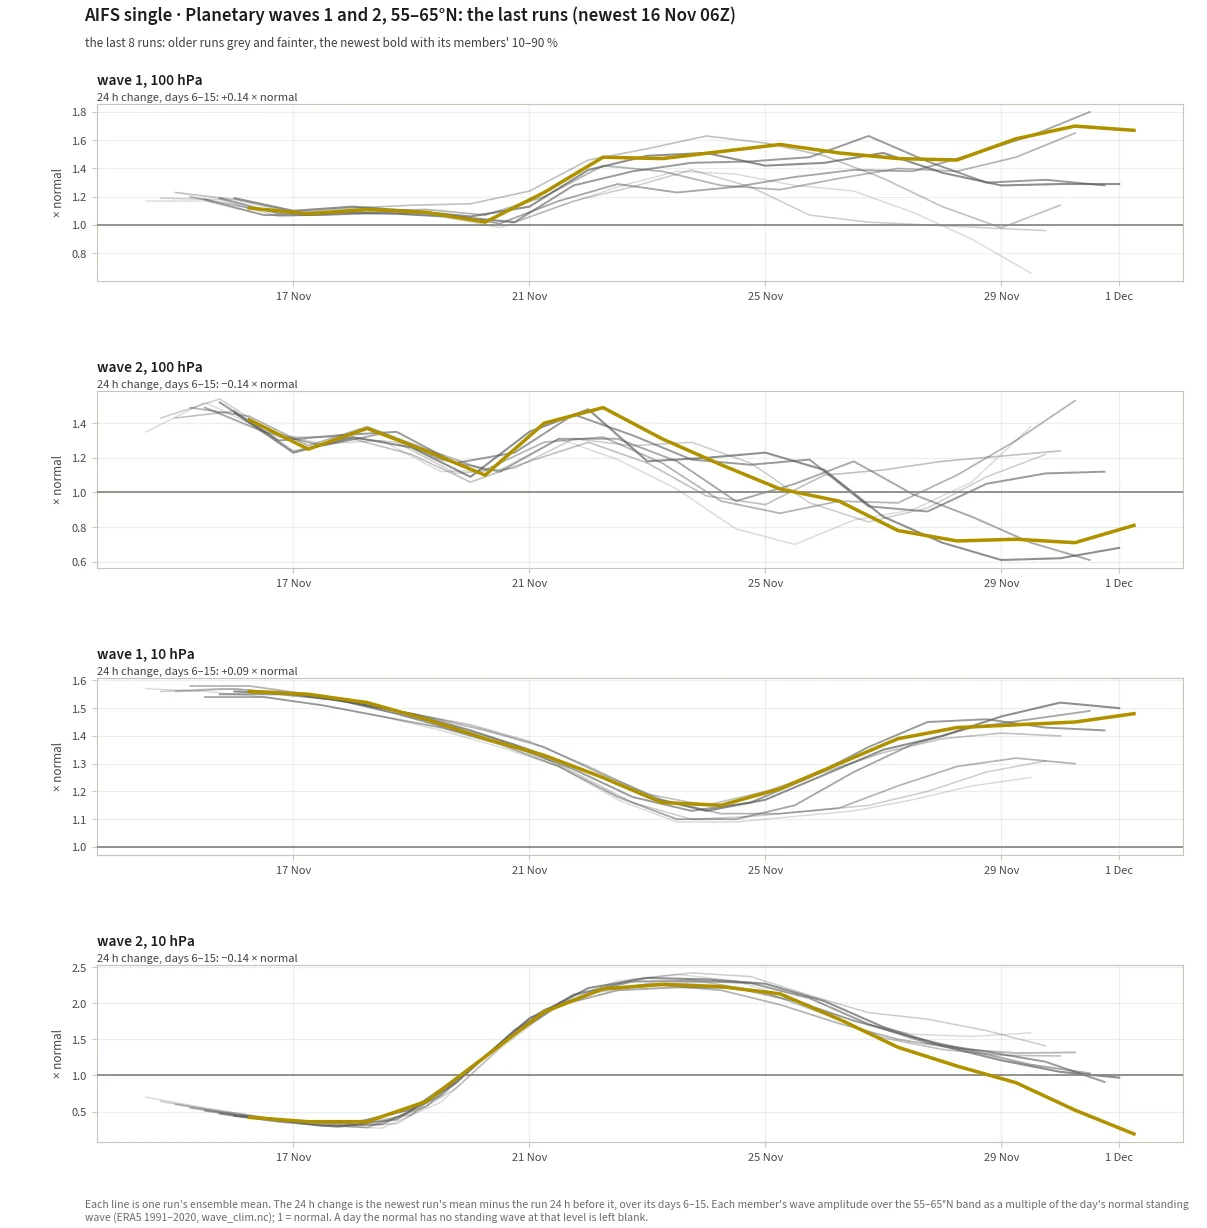 AIFS single · Planetary waves 1 and 2, 55–65°N: the last runs (newest 16 Nov 06Z)
the last 8 runs: older runs grey and fainter, the newest bold with its members' 10–90 %
wave 1, 100 hPa
24 h change, days 6–15: +0.14 × normal
1.8
1.6
1.4
1.2
1.0
0.8
× normal
17 Nov
21 Nov
25 Nov
29 Nov
1 Dec
wave 2, 100 hPa
24 h change, days 6–15: −0.14 × normal
1.4
1.2
1.0
0.8
0.6
× normal
17 Nov
21 Nov
25 Nov
29 Nov
1 Dec
wave 1, 10 hPa
24 h change, days 6–15: +0.09 × normal
1.6
1.5
1.4
1.3
1.2
1.1
1.0
× normal
17 Nov
21 Nov
25 Nov
29 Nov
1 Dec
wave 2, 10 hPa
24 h change, days 6–15: −0.14 × normal
2.5
2.0
1.5
1.0
0.5
× normal
17 Nov
21 Nov
25 Nov
29 Nov
1 Dec
Each line is one run's ensemble mean. The 24 h change is the newest run's mean minus the run 24 h before it, over its days 6–15. Each member's wave amplitude over the 55–65°N band as a multiple of the day's normal standing
wave (ERA5 1991–2020, wave_clim.nc); 1 = normal. A day the normal has no standing wave at that level is left blank.